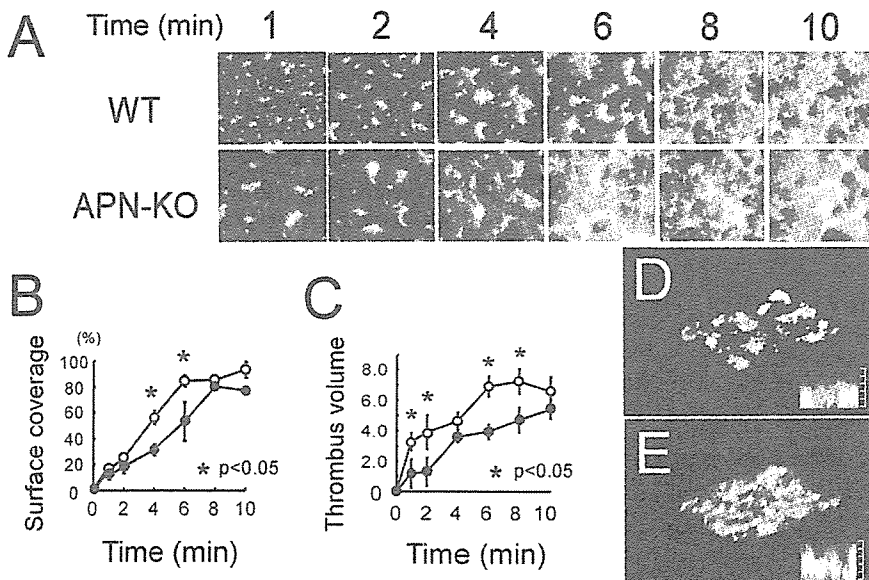 A Time (min) 1 2 4 6 8 10
WT
APN-KO
B
(%)
100
80
60
40
20
0
Surface coverage
* *
* p<0.05
0 2 4 6 8 10
Time (min)
C
8.0
6.0
4.0
2.0
0
Thrombus volume
* * * *
* p<0.05
0 2 4 6 8 10
Time (min)
D
E